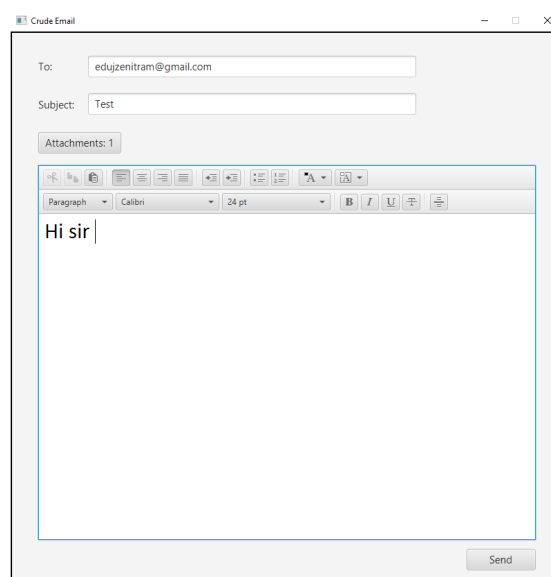 Crude Email
To: edujzenitram@gmail.com
Subject: Test
Attachments: 1
Paragraph Calibri 24 pt B I U T
Hi sir
Send